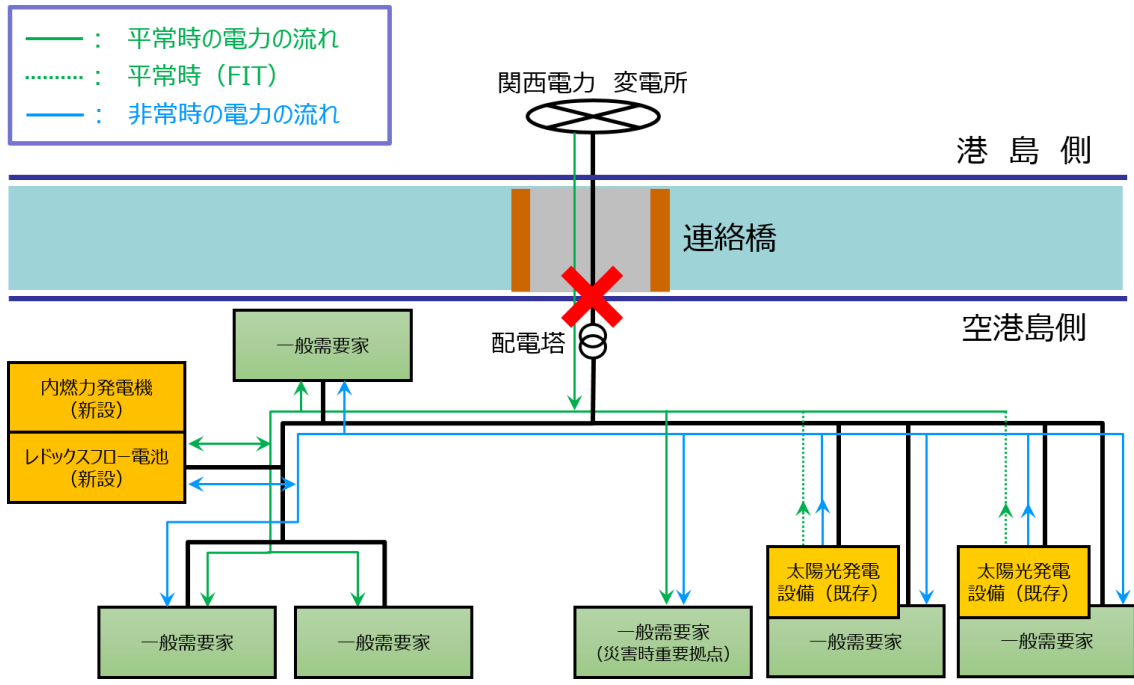 ： 平常時の電力の流れ
： 平常時（FIT）
： 非常時の電力の流れ
関西電力 変電所
港 島 側
連絡橋
空港島側
配電塔
一般需要家
内燃力発電機
（新設）
レドックスフロー電池
（新設）
太陽光発電
設備（既存）
太陽光発電
設備（既存）
一般需要家
一般需要家
一般需要家
（災害時重要拠点）
一般需要家
一般需要家